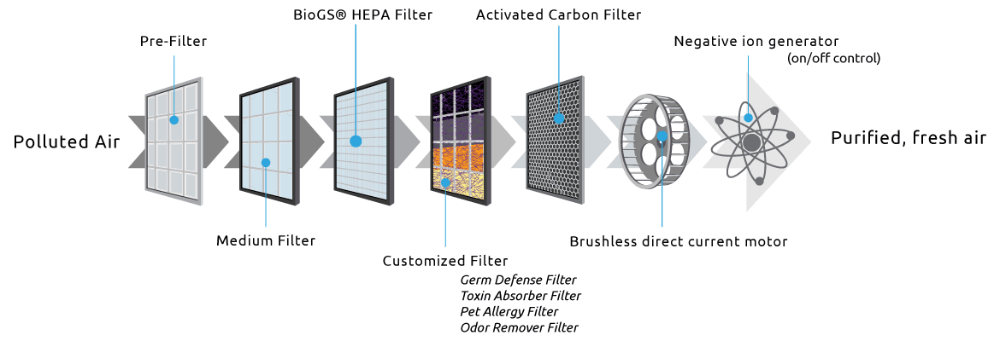 BioGS® HEPA Filter
Activated Carbon Filter
Pre-Filter
Negative ion generator
(on/off control)
Polluted Air
Purified, fresh air
Medium Filter
Brushless direct current motor
Customized Filter
Germ Defense Filter
Toxin Absorber Filter
Pet Allergy Filter
Odor Remover Filter